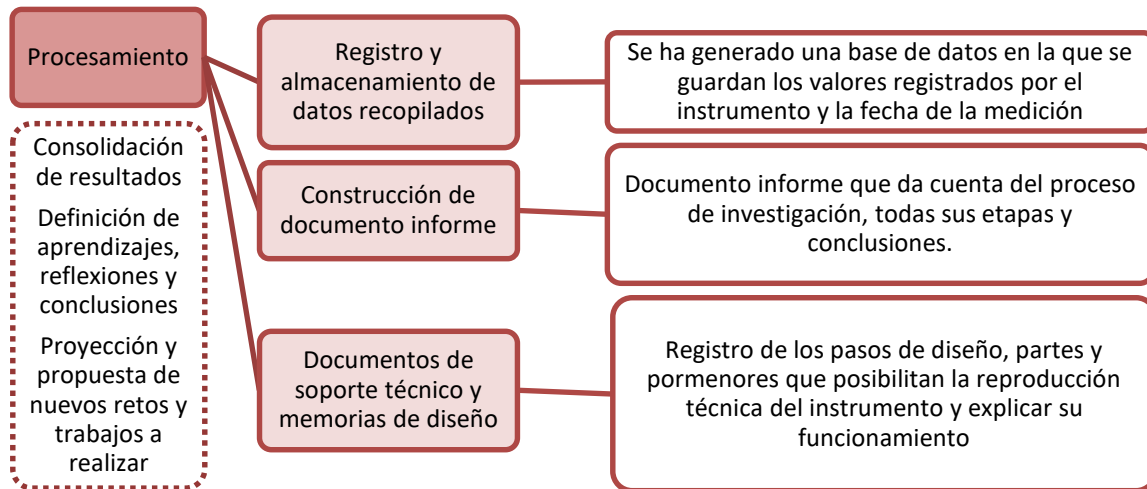 Procesamiento
Consolidación
de resultados
Definición de
aprendizajes,
reflexiones y
conclusiones
Proyección y
propuesta de
nuevos retos y
trabajos a
realizar
Registro y
almacenamiento de
datos recopilados
Se ha generado una base de datos en la que se
guardan los valores registrados por el
instrumento y la fecha de la medición
Construcción de
documento informe
Documento informe que da cuenta del proceso
de investigación, todas sus etapas y
conclusiones.
Documentos de
soporte técnico y
memorias de diseño
Registro de los pasos de diseño, partes y
pormenores que posibilitan la reproducción
técnica del instrumento y explicar su
funcionamiento